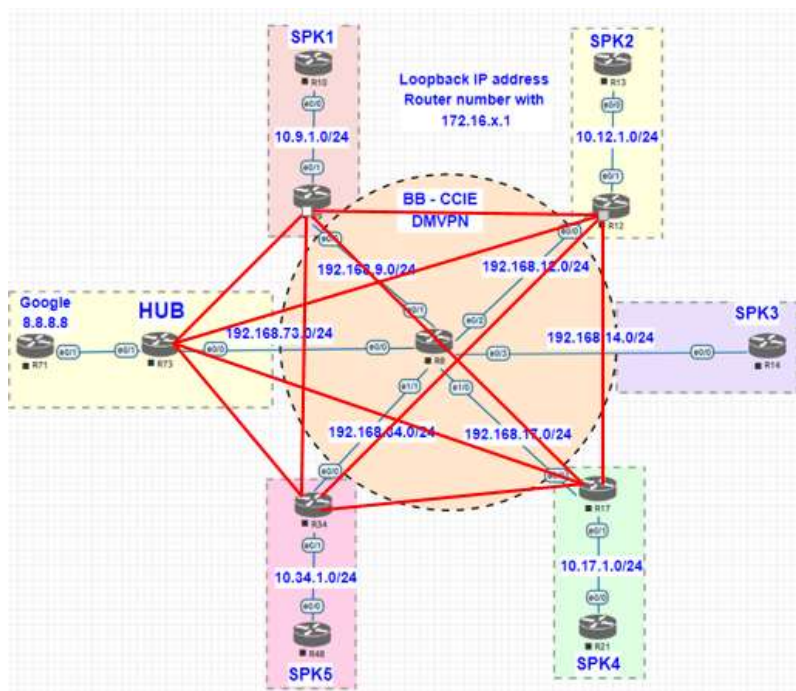 SPK1
R10
e0/0
10.9.1.0/24
e0/1
Loopback IP address
Router number with
172.16.x.1
SPK2
R13
e0/0
10.12.1.0/24
e0/1
R12
e0/0
BB - CCIE
DMVPN
192.168.9.0/24
192.168.12.0/24
e0/1
e0/2
Google
8.8.8.8
HUB
192.168.73.0/24
e0/1
R71
e0/1
R73
e0/0
e0/0
R8
e0/3
192.168.14.0/24
SPK3
e0/0
R14
e1/1
e1/0
192.168.34.0/24
192.168.17.0/24
e0/0
R34
e0/1
10.34.1.0/24
e0/0
R48
SPK5
e0/0
R17
e0/1
10.17.1.0/24
e0/0
R21
SPK4